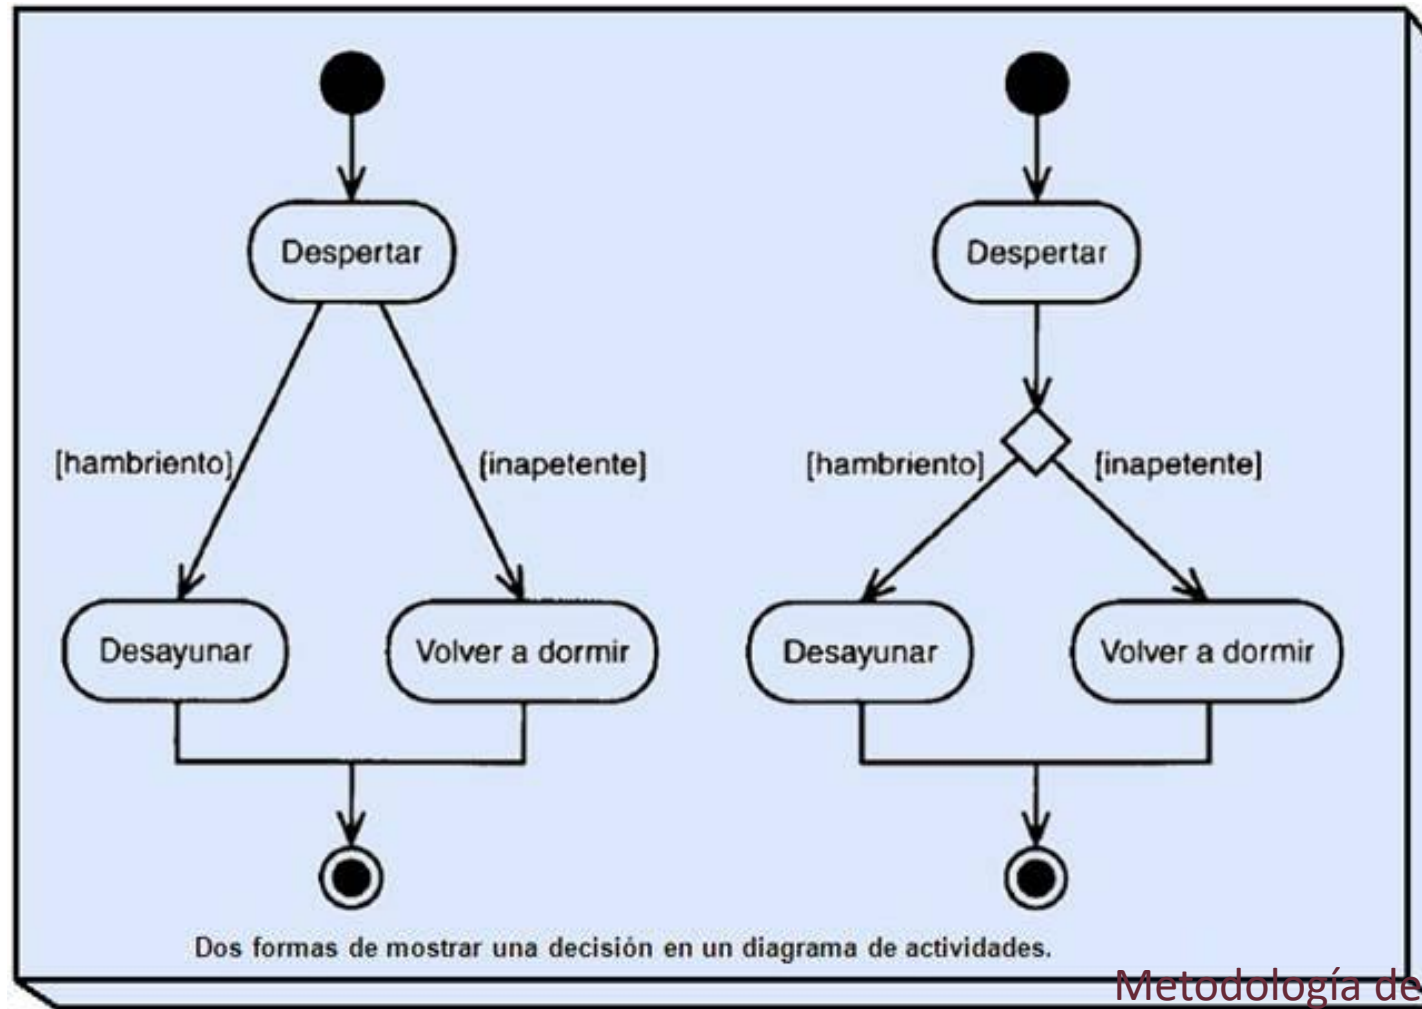 Despertar
[hambriento]
[inapetente]
Desayunar
Volver a dormir
Despertar
[hambriento]
[inapetente]
Desayunar
Volver a dormir
Dos formas de mostrar una decisión en un diagrama de actividades.
Metodología de